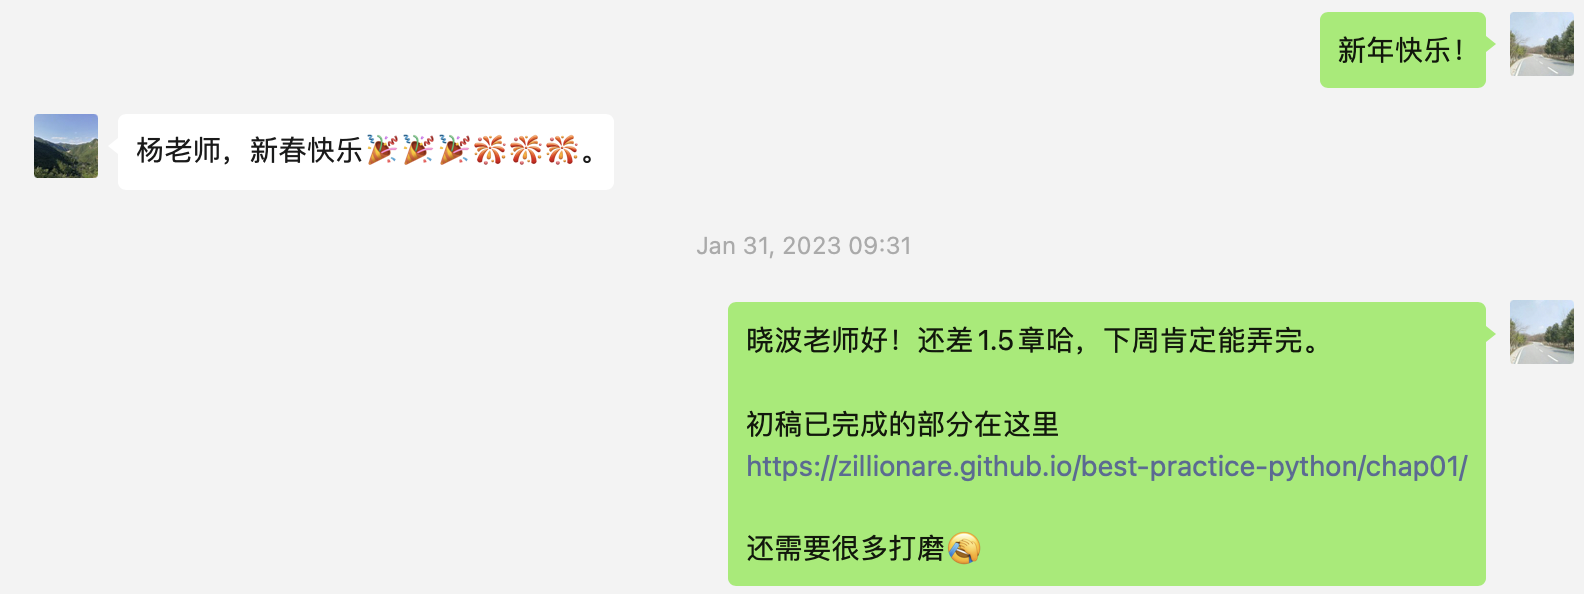 新年快乐！
杨老师，新春快乐🎉🎉🎉🎆🎆🎆。
Jan 31, 2023 09:31
晓波老师好！还差1.5章哈，下周肯定能弄完。
初稿已完成的部分在这里
https://zillionare.github.io/best-practice-python/chap01/
还需要很多打磨🤦